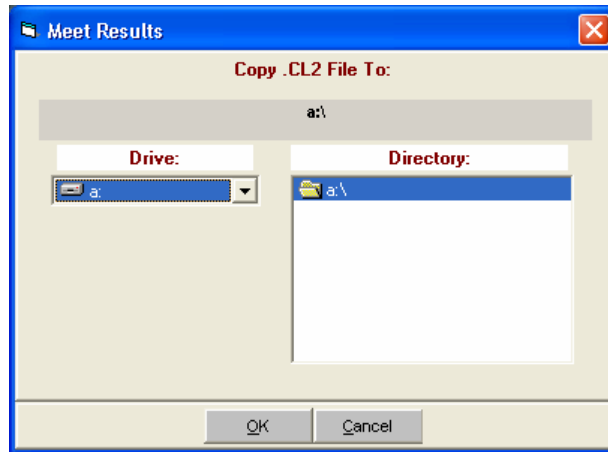 Meet Results
Copy .CL2 File To:
a:\
Drive:
Directory:
a:
a:\
OK
Cancel